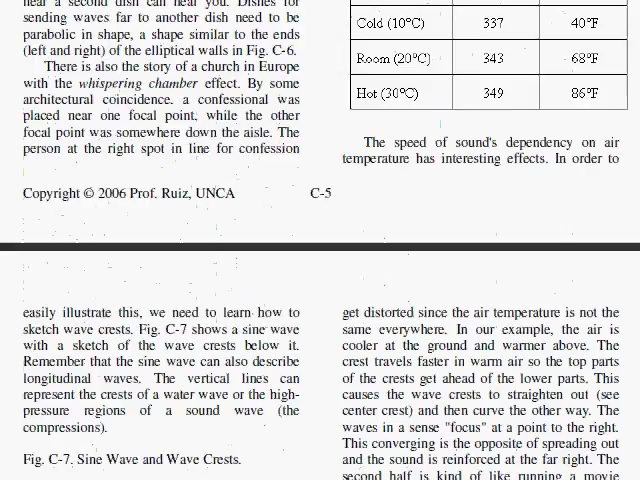 near a second dish can hear you. Dishes for
sending waves far to another dish need to be
parabolic in shape, a shape similar to the ends
(left and right) of the elliptical walls in Fig. C-6.
There is also the story of a church in Europe
with the whispering chamber effect. By some
architectural coincidence. a confessional was
placed near one focal point, while the other
focal point was somewhere down the aisle. The
person at the right spot in line for confession
Cold (10°C) 337 40°F
Room (20°C) 343 68°F
Hot (30°C) 349 86°F
The speed of sound's dependency on air
temperature has interesting effects. In order to
Copyright © 2006 Prof. Ruiz, UNCA C-5
easily illustrate this, we need to learn how to
sketch wave crests. Fig. C-7 shows a sine wave
with a sketch of the wave crests below it.
Remember that the sine wave can also describe
longitudinal waves. The vertical lines can
represent the crests of a water wave or the high-
pressure regions of a sound wave (the
compressions).
Fig. C-7. Sine Wave and Wave Crests.
get distorted since the air temperature is not the
same everywhere. In our example, the air is
cooler at the ground and warmer above. The
crest travels faster in warm air so the top parts
of the crests get ahead of the lower parts. This
causes the wave crests to straighten out (see
center crest) and then curve the other way. The
waves in a sense "focus" at a point to the right.
This converging is the opposite of spreading out
and the sound is reinforced at the far right. The
second half is kind of like running a movie